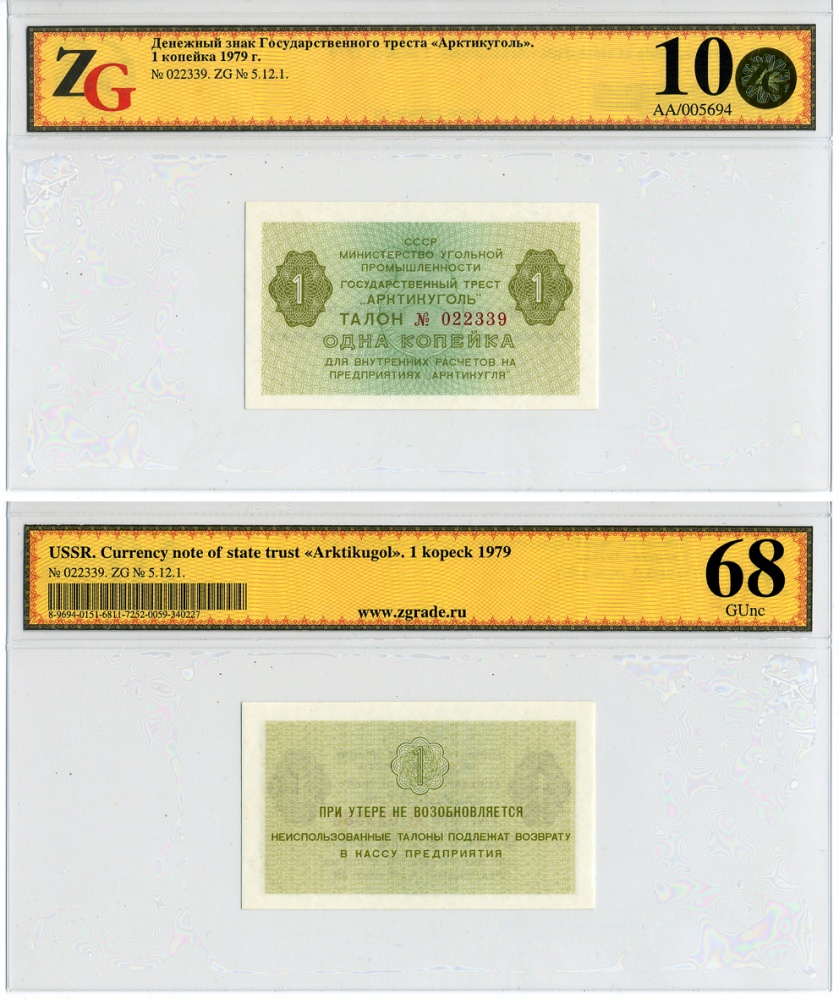 ZG
Денежный знак Государственного треста «Арктикуголь».
1 копейка 1979 г.
№ 022339. ZG № 5.12.1.
10
AA/005694
СССР
МИНИСТЕРСТВО УГОЛЬНОЙ
ПРОМЫШЛЕННОСТИ
ГОСУДАРСТВЕННЫЙ ТРЕСТ
„АРКТИКУГОЛЬ"
1
1
ТАЛОН № 022339
ОДНА КОПЕЙКА
ДЛЯ ВНУТРЕННИХ РАСЧЕТОВ НА
ПРЕДПРИЯТИЯХ „АРКТИКУГЛЯ"
USSR. Currency note of state trust «Arktikugol». 1 kopeck 1979
№ 022339. ZG № 5.12.1.
8-9694-0151-6811-7252-0059-340227
www.zgrade.ru
68
GUnc
1
ПРИ УТЕРЕ НЕ ВОЗОБНОВЛЯЕТСЯ
НЕИСПОЛЬЗОВАННЫЕ ТАЛОНЫ ПОДЛЕЖАТ ВОЗВРАТУ
В КАССУ ПРЕДПРИЯТИЯ